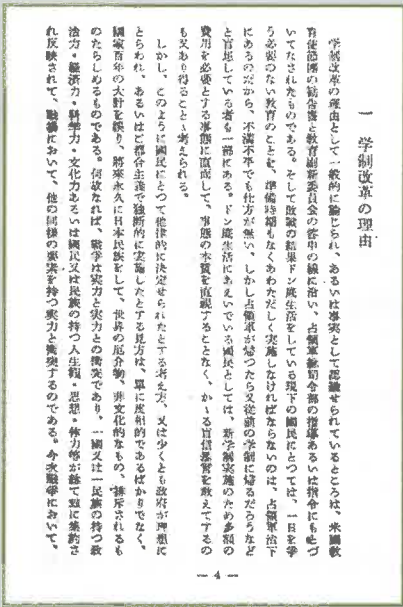 一 学制改革の理由
学制改革の理由として一般的に論じられ、あるいは事実として認識せられているところは、米國教
育使節團の勧告書と教育刷新委員会の答申の線に沿い、占領軍総司令部の指導あるいは指令にもとづ
いてなされたものである。そして敗戰の結果ドン底生活をしている現下の國民にとつては、一日を爭
う必要のない教育のことを、準備時期もなくあわただしく実施しなければならないのは、占領軍治下
にあるのだから、不満不平でも仕方が無い、しかし占領軍が帰つたら又従前の学制に帰るだろうなど
と盲信している者も一部にある。ドン底生活にあえいでいる國民としては、新学制実施のため多額の
費用を必要とする事態に直面して、事態の本質を直視することなく、かゝる盲信を敢えてするの
も又あり得ること丶考えられる。
しかし、このように國民にとつて他律的に決定せられたとする考え方、又は少くとも政府が理想に
とらわれ、あるいはご都合主義で独断的に実施したとする見方は、單に皮相的であるばかりでなく、
國家百年の大計を誤り、將來永久に日本民族をして、世界の厄介物、非文化的なもの、排斥されるも
のたらしめるものである。何故なれば、戰爭は実力と実力との衝突であり、一國又は一民族の持つ政
治力・経済力・科学力・文化力あるいは國民又は民族の持つ人生観・思想・体力等が総て茲に集約さ
れ反映されて、戰場において、他の同様の要素を持つ実力と衝突するのである。今次戰爭において、
— 4 —